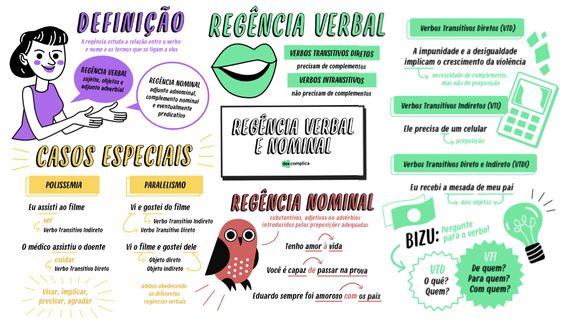 DEFINIÇÃO
A regência estuda a relação entre o verbo
e nome e os termos que se ligam a eles
REGÊNCIA VERBAL
sujeito, objetos e
adjunto adverbial
REGÊNCIA NOMINAL
adjunto adnominal,
complemento nominal
e eventualmente
predicativo
REGÊNCIA VERBAL
VERBOS TRANSITIVOS DIRETOS
precisam de complementos
VERBOS INTRANSITIVOS
não precisam de complementos
REGÊNCIA VERBAL
E NOMINAL
descomplica
Verbos Transitivos Diretos (VTD)
A impunidade e a desigualdade
implicam o crescimento da violência
necessidade de complemento,
mas não de preposição
Verbos Transitivos Indiretos (VTI)
Ele precisa de um celular
preposição
Verbos Transitivos Direto e Indireto (VTDI)
Eu recebi a mesada de meu pai
dois objetos
BIZU: Pergunte
para o verbo!
VTD
O quê?
Quem?
VTI
De quem?
Para quem?
Com quem?
CASOS ESPECIAIS
POLISSEMIA
Eu assisti ao filme
ver
Verbo Transitivo Indireto
O médico assistiu o doente
cuidar
Verbo Transitivo Direto
Visar, implicar,
precisar, agradar
PARALELISMO
Vi e gostei do filme
Verbo Transitivo Indireto
Verbo Transitivo Direto
Vi o filme e gostei dele
Objeto direto
Objeto indireto
ambos obedecendo
as diferentes
regências verbais
REGÊNCIA NOMINAL
substantivos, adjetivos ou advérbios
introduzidos pelas preposições adequadas
Tenho amor à vida
Você é capaz de passar na prova
Eduardo sempre foi amoroso com os pais